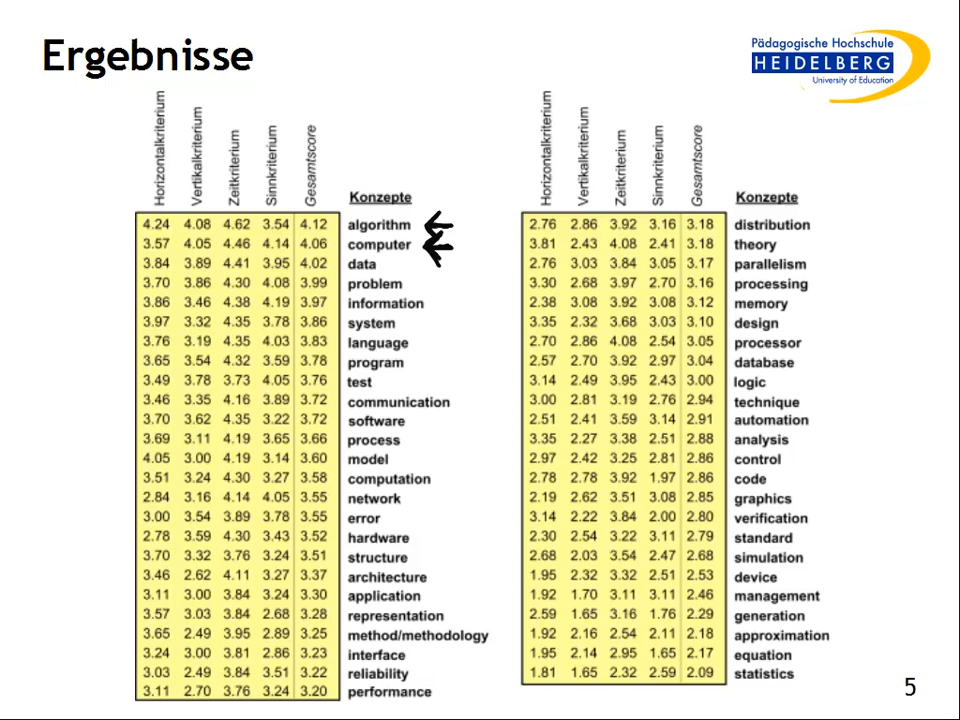 Ergebnisse
Pädagogische Hochschule
HEIDELBERG
University of Education
Horizontalkriterium Vertikalkriterium Zeitkriterium Sinnkriterium Gesamtscore Konzepte
4.24 4.08 4.62 3.54 4.12 algorithm
3.57 4.05 4.46 4.14 4.06 computer
3.84 3.89 4.41 3.95 4.02 data
3.70 3.86 4.30 4.08 3.99 problem
3.86 3.46 4.38 4.19 3.97 information
3.97 3.32 4.35 3.78 3.86 system
3.76 3.19 4.35 4.03 3.83 language
3.65 3.54 4.32 3.59 3.78 program
3.49 3.78 3.73 4.05 3.76 test
3.46 3.35 4.16 3.89 3.72 communication
3.70 3.62 4.35 3.22 3.72 software
3.69 3.11 4.19 3.65 3.66 process
4.05 3.00 4.19 3.14 3.60 model
3.51 3.24 4.30 3.27 3.58 computation
2.84 3.16 4.14 4.05 3.55 network
3.00 3.54 3.89 3.78 3.55 error
2.78 3.59 4.30 3.43 3.52 hardware
3.70 3.32 3.76 3.24 3.51 structure
3.46 2.62 4.11 3.27 3.37 architecture
3.11 3.00 3.84 3.24 3.30 application
3.57 3.03 3.84 2.68 3.28 representation
3.65 2.49 3.95 2.89 3.25 method/methodology
3.24 3.00 3.81 2.86 3.23 interface
3.03 2.49 3.84 3.51 3.22 reliability
3.11 2.70 3.76 3.24 3.20 performance
Horizontalkriterium Vertikalkriterium Zeitkriterium Sinnkriterium Gesamtscore Konzepte
2.76 2.86 3.92 3.16 3.18 distribution
3.81 2.43 4.08 2.41 3.18 theory
2.76 3.03 3.84 3.05 3.17 parallelism
3.30 2.68 3.97 2.70 3.16 processing
2.38 3.08 3.92 3.08 3.12 memory
3.35 2.32 3.68 3.03 3.10 design
2.70 2.86 4.08 2.54 3.05 processor
2.57 2.70 3.92 2.97 3.04 database
3.14 2.49 3.95 2.43 3.00 logic
3.00 2.81 3.19 2.76 2.94 technique
2.51 2.41 3.59 3.14 2.91 automation
3.35 2.27 3.38 2.51 2.88 analysis
2.97 2.42 3.25 2.81 2.86 control
2.78 2.78 3.92 1.97 2.86 code
2.19 2.62 3.51 3.08 2.85 graphics
3.14 2.22 3.84 2.00 2.80 verification
2.30 2.54 3.22 3.11 2.79 standard
2.68 2.03 3.54 2.47 2.68 simulation
1.95 2.32 3.32 2.51 2.53 device
1.92 1.70 3.11 3.11 2.46 management
2.59 1.65 3.16 1.76 2.29 generation
1.92 2.16 2.54 2.11 2.18 approximation
1.95 2.14 2.95 1.65 2.17 equation
1.81 1.65 2.32 2.59 2.09 statistics
5